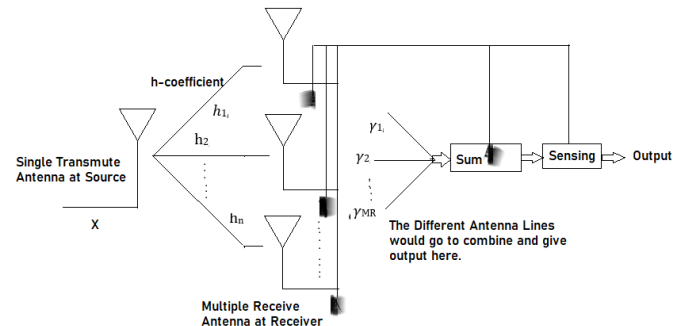 h-coefficient
h1,
h2
hn
Single Transmute
Antenna at Source
X
γ1,
γ2
γMR
Sum
Sensing
Output
The Different Antenna Lines
would go to combine and give
output here.
Multiple Receive
Antenna at Receiver